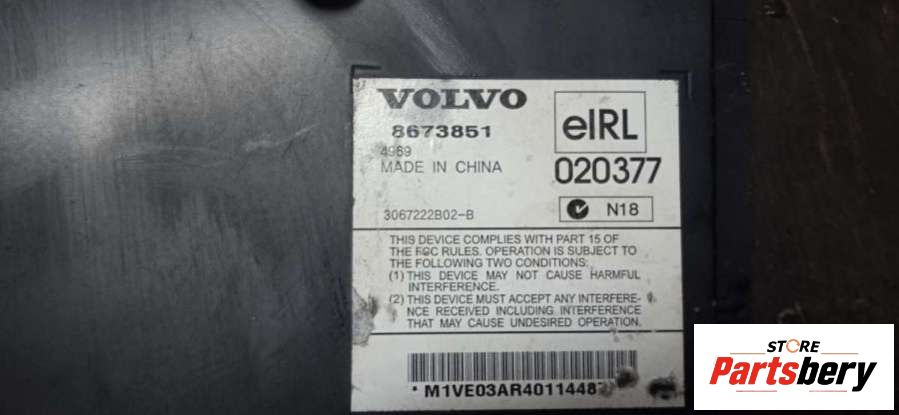 VOLVO
8673851
4969
MADE IN CHINA
3067222B02-B
eIRL
020377
N18
THIS DEVICE COMPLIES WITH PART 15 OF
THE FCC RULES. OPERATION IS SUBJECT TO
THE FOLLOWING TWO CONDITIONS:
(1) THIS DEVICE MAY NOT CAUSE HARMFUL
INTERFERENCE.
(2) THIS DEVICE MUST ACCEPT ANY INTERFERE-
NCE RECEIVED INCLUDING INTERFERENCE
THAT MAY CAUSE UNDESIRED OPERATION.
* M1VE03AR4011448
STORE
Partsbery